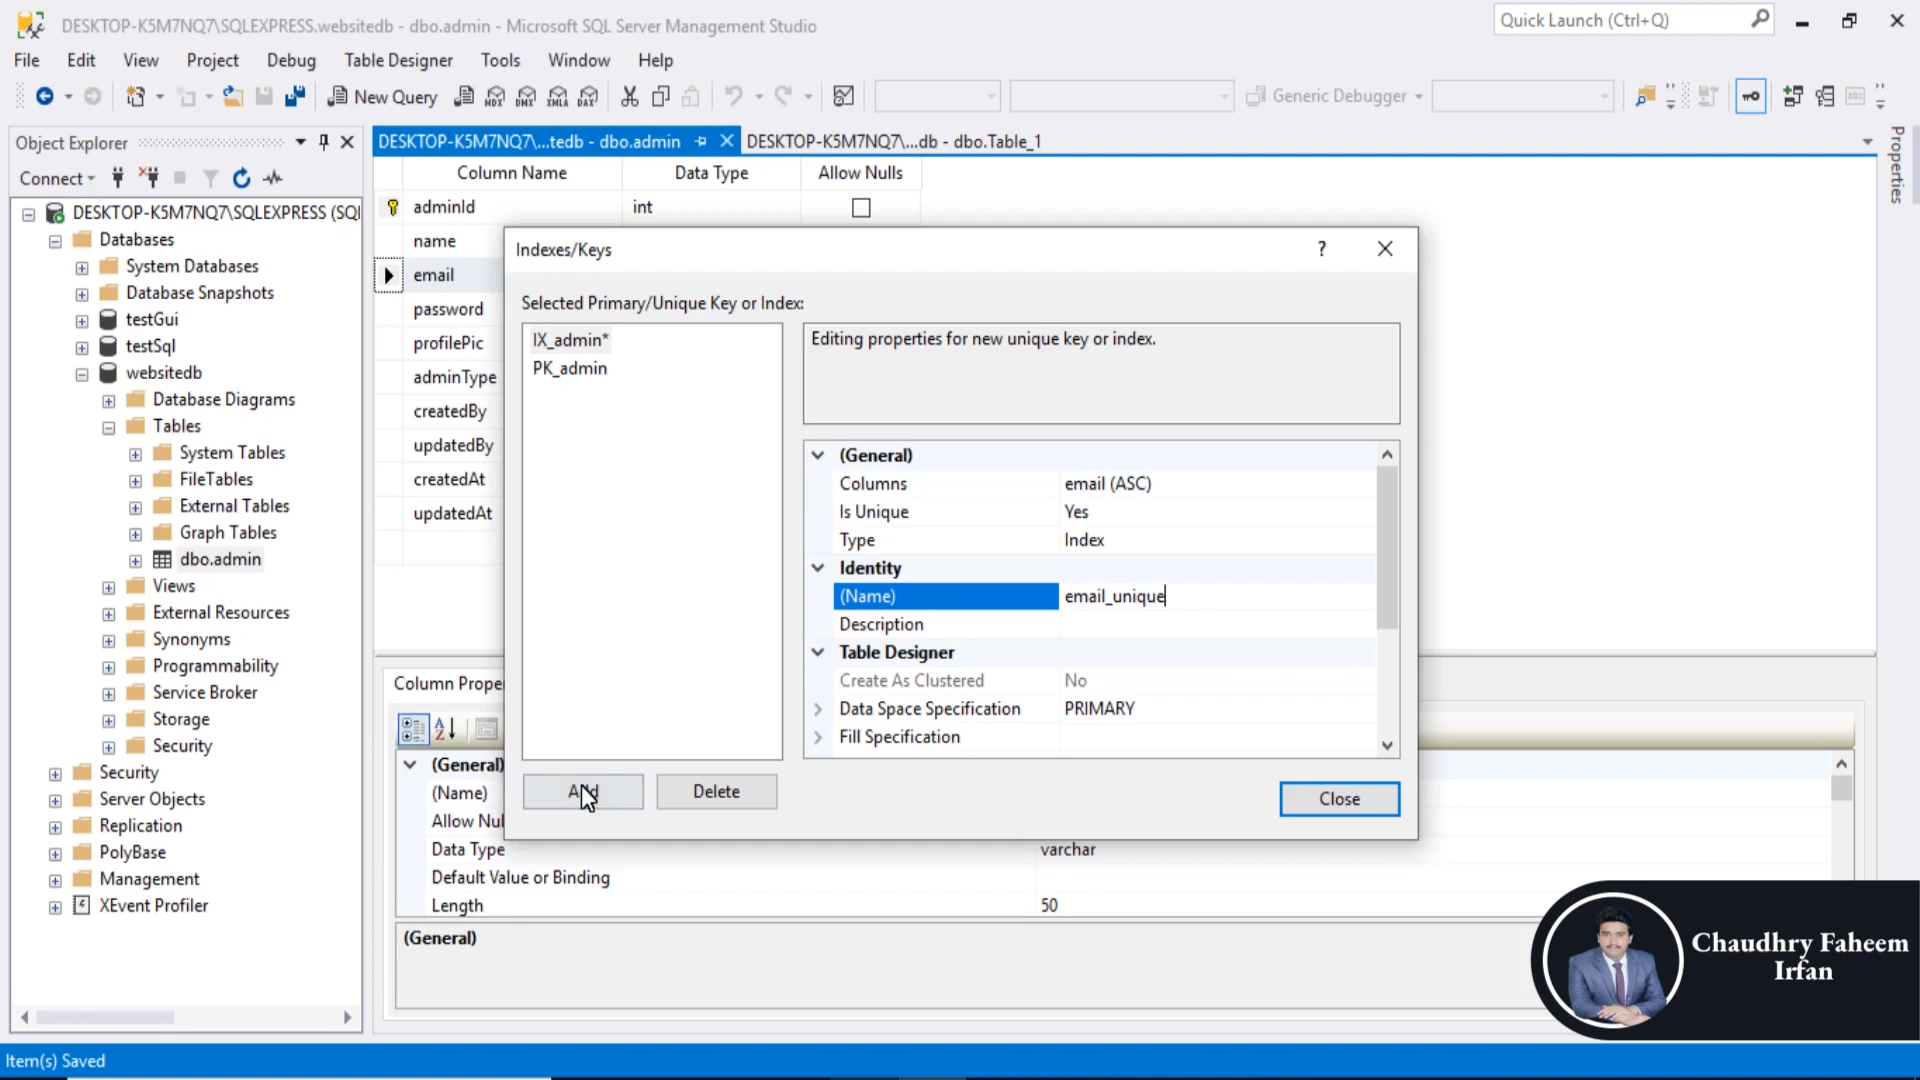 DESKTOP-K5M7NQ7\SQLEXPRESS.websitedb - dbo.admin - Microsoft SQL Server Management Studio
Quick Launch (Ctrl+Q)
File Edit View Project Debug Table Designer Tools Window Help
New Query MDX DMX XMLA DAX Generic Debugger abc
Object Explorer
Connect
DESKTOP-K5M7NQ7\SQLEXPRESS (SQL
Databases
System Databases
Database Snapshots
testGui
testSql
websitedb
Database Diagrams
Tables
System Tables
FileTables
External Tables
Graph Tables
dbo.admin
Views
External Resources
Synonyms
Programmability
Service Broker
Storage
Security
Security
Server Objects
Replication
PolyBase
Management
XEvent Profiler
DESKTOP-K5M7NQ7\...tedb - dbo.admin
DESKTOP-K5M7NQ7\...db - dbo.Table_1
Properties
Column Name Data Type Allow Nulls
adminId int
name
email
password
profilePic
adminType
createdBy
updatedBy
createdAt
updatedAt
Indexes/Keys
?
Selected Primary/Unique Key or Index:
IX_admin*
PK_admin
Editing properties for new unique key or index.
(General)
Columns email (ASC)
Is Unique Yes
Type Index
Identity
(Name) email_unique
Description
Table Designer
Create As Clustered No
Data Space Specification PRIMARY
Fill Specification
Add Delete Close
Column Proper
(General)
(Name)
Allow Nul
Data Type varchar
Default Value or Binding
Length 50
(General)
Chaudhry Faheem
Irfan
Item(s) Saved